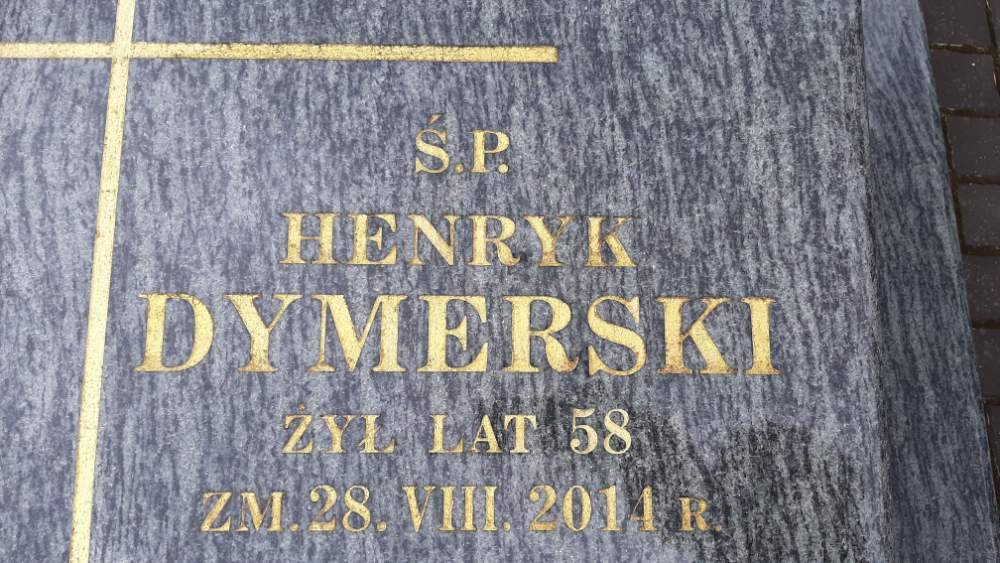 Ś.P.
HENRYK
DYMERSKI
ŻYŁ LAT 58
ZM. 28. VIII. 2014 R.